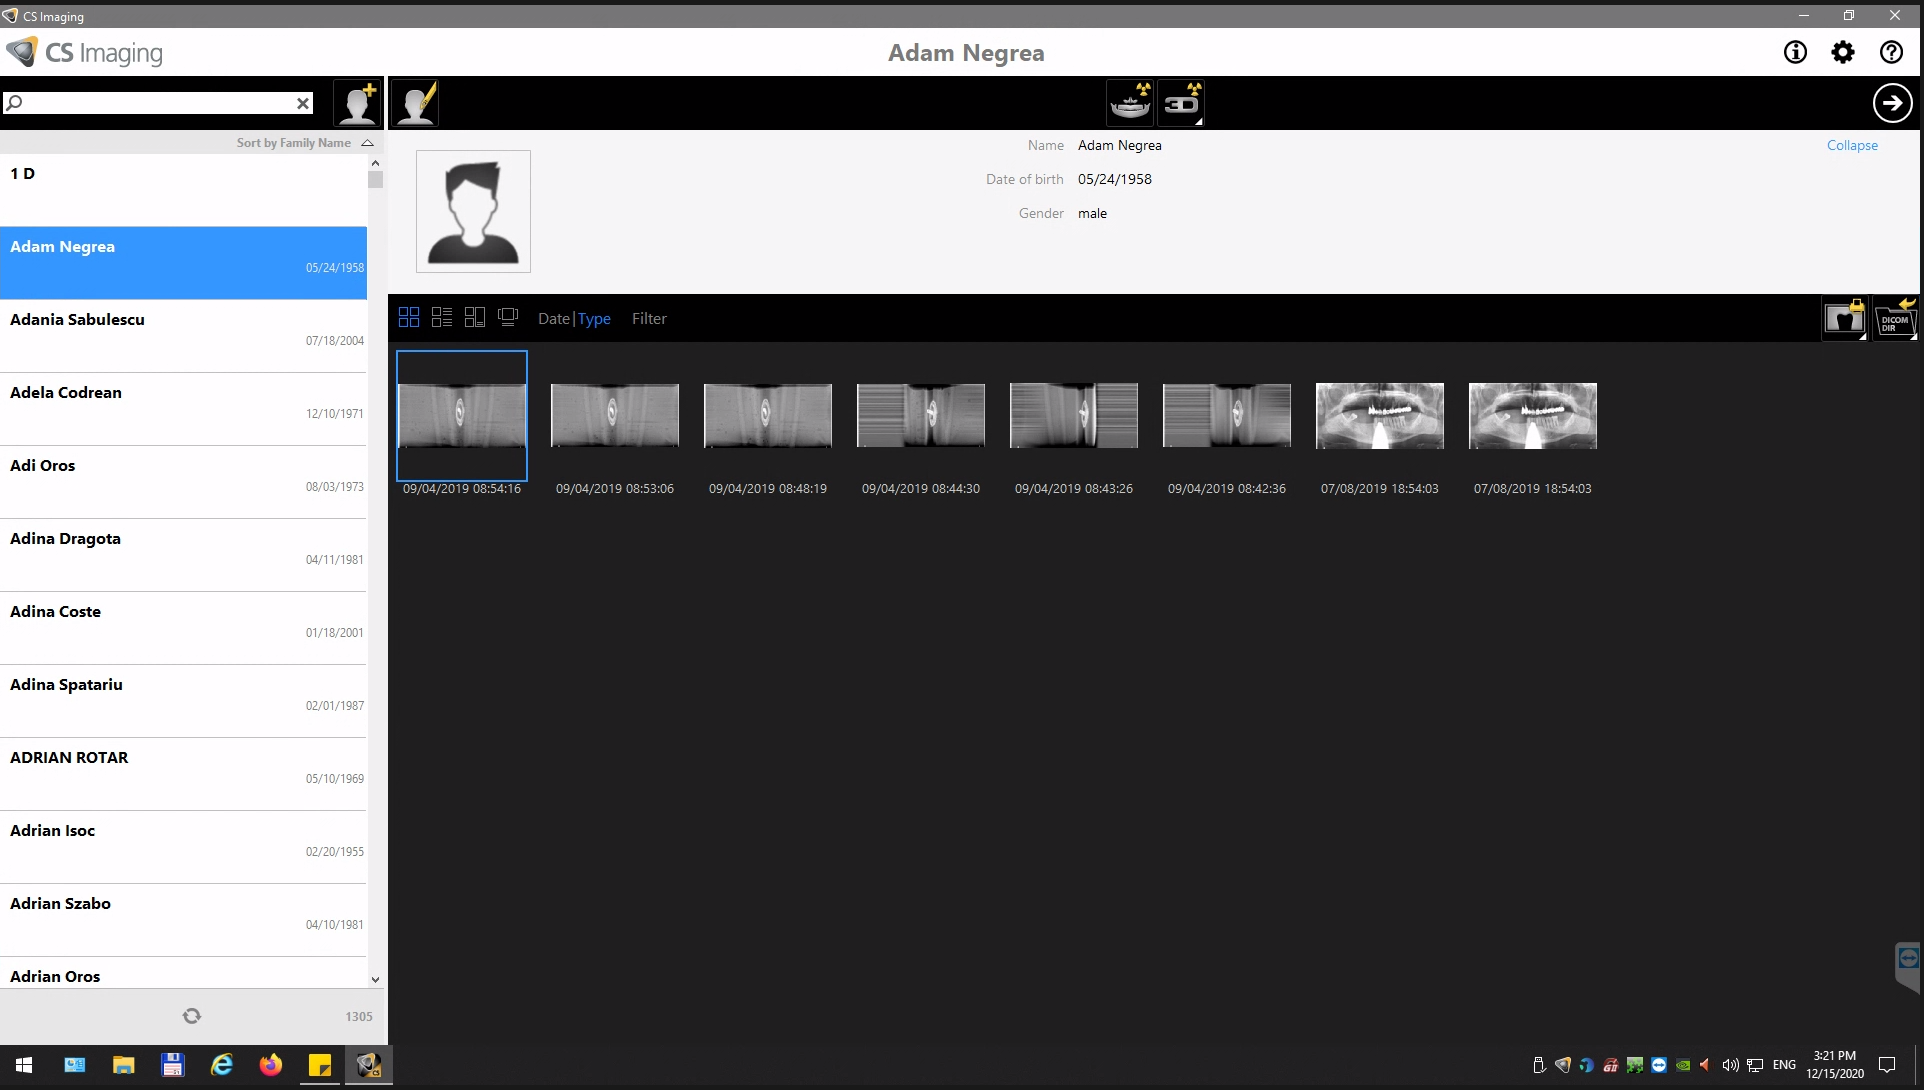 CS Imaging
CS Imaging
Adam Negrea
3D
Sort by Family Name
1 D
Adam Negrea
05/24/1958
Adania Sabulescu
07/18/2004
Adela Codrean
12/10/1971
Adi Oros
08/03/1973
Adina Dragota
04/11/1981
Adina Coste
01/18/2001
Adina Spatariu
02/01/1987
ADRIAN ROTAR
05/10/1969
Adrian Isoc
02/20/1955
Adrian Szabo
04/10/1981
Adrian Oros
1305
Name Adam Negrea
Collapse
Date of birth 05/24/1958
Gender male
Date|Type Filter
DICOM
DIR
09/04/2019 08:54:16
09/04/2019 08:53:06
09/04/2019 08:48:19
09/04/2019 08:44:30
09/04/2019 08:43:26
09/04/2019 08:42:36
07/08/2019 18:54:03
07/08/2019 18:54:03
ENG
3:21 PM
12/15/2020